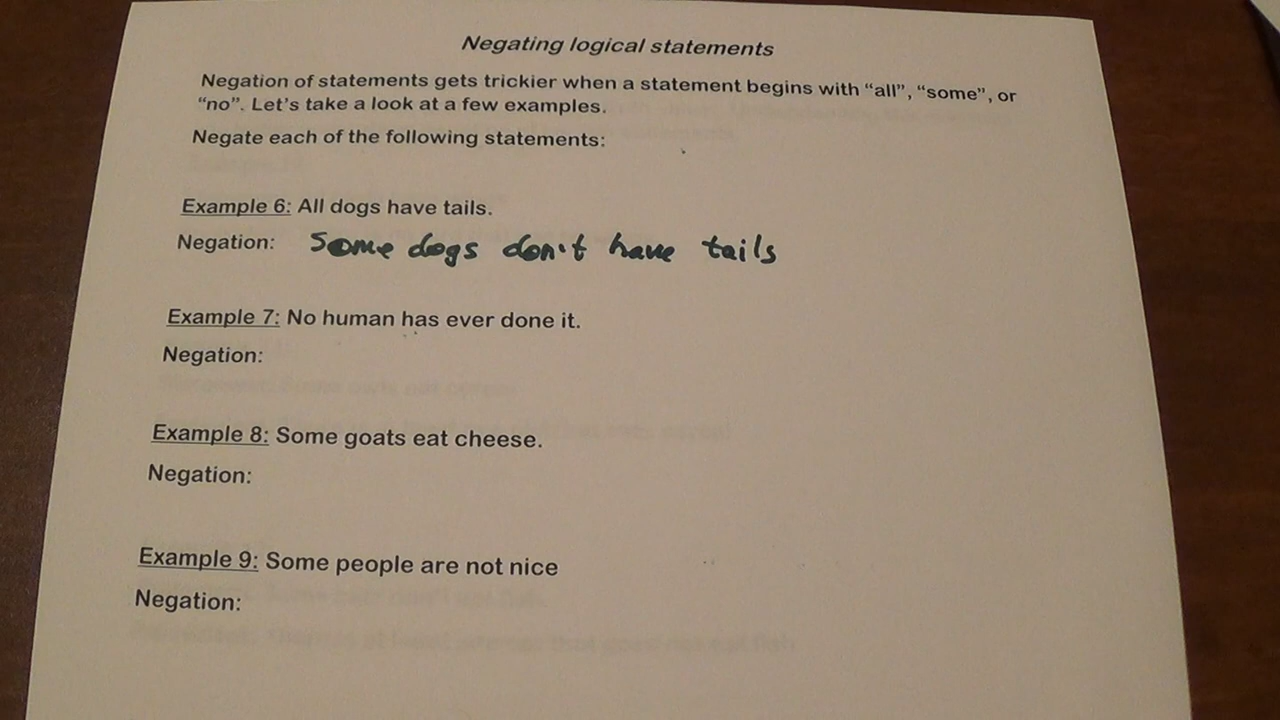 Negating logical statements
Negation of statements gets trickier when a statement begins with “all”, “some”, or
“no”. Let’s take a look at a few examples.
Negate each of the following statements:
Example 6: All dogs have tails.
Negation: Some dogs don't have tails
Example 7: No human has ever done it.
Negation:
Example 8: Some goats eat cheese.
Negation:
Example 9: Some people are not nice
Negation: